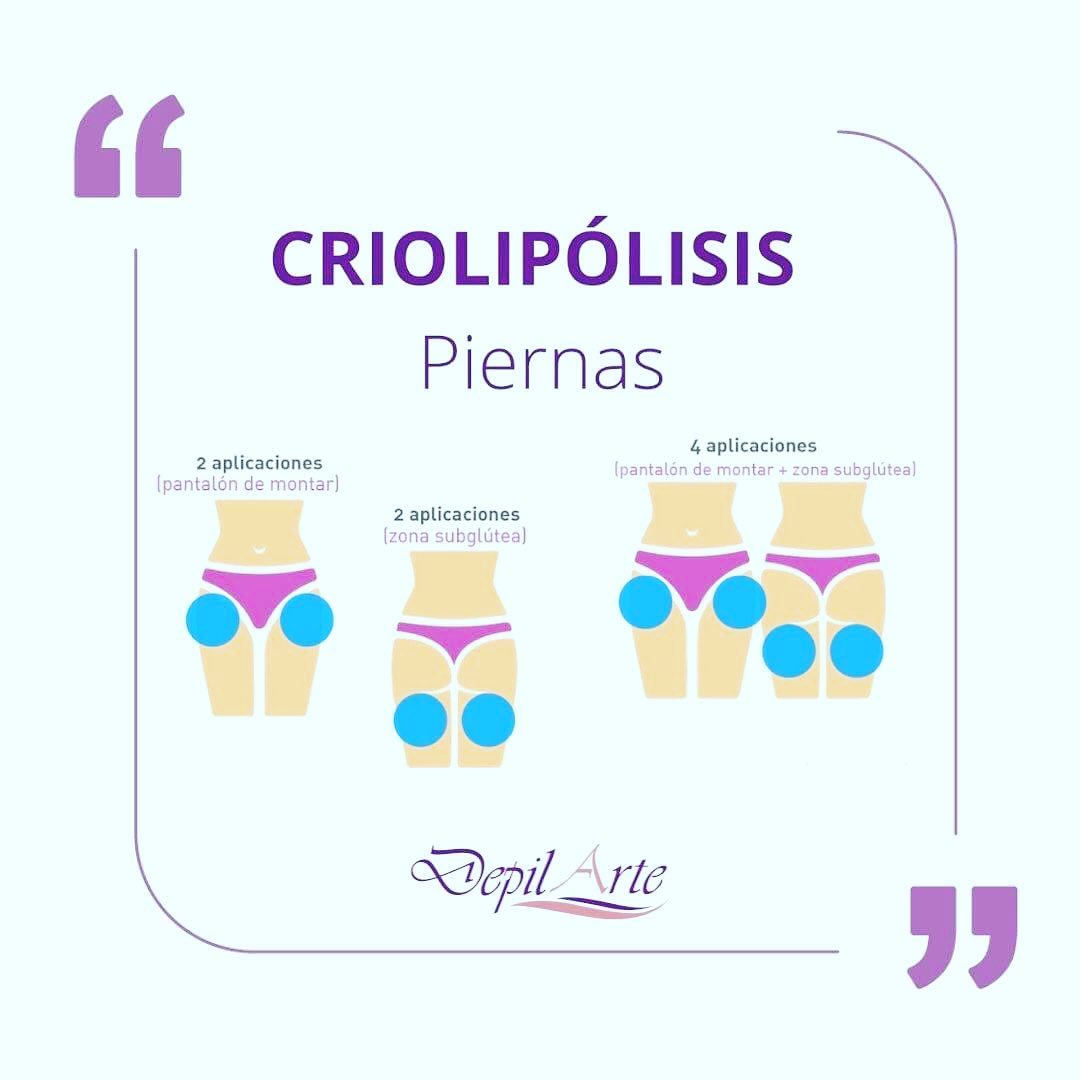 CRIOLIPÓLISIS
Piernas
2 aplicaciones
(pantalón de montar)
2 aplicaciones
(zona subglútea)
4 aplicaciones
(pantalón de montar + zona subglútea)
DepilArte